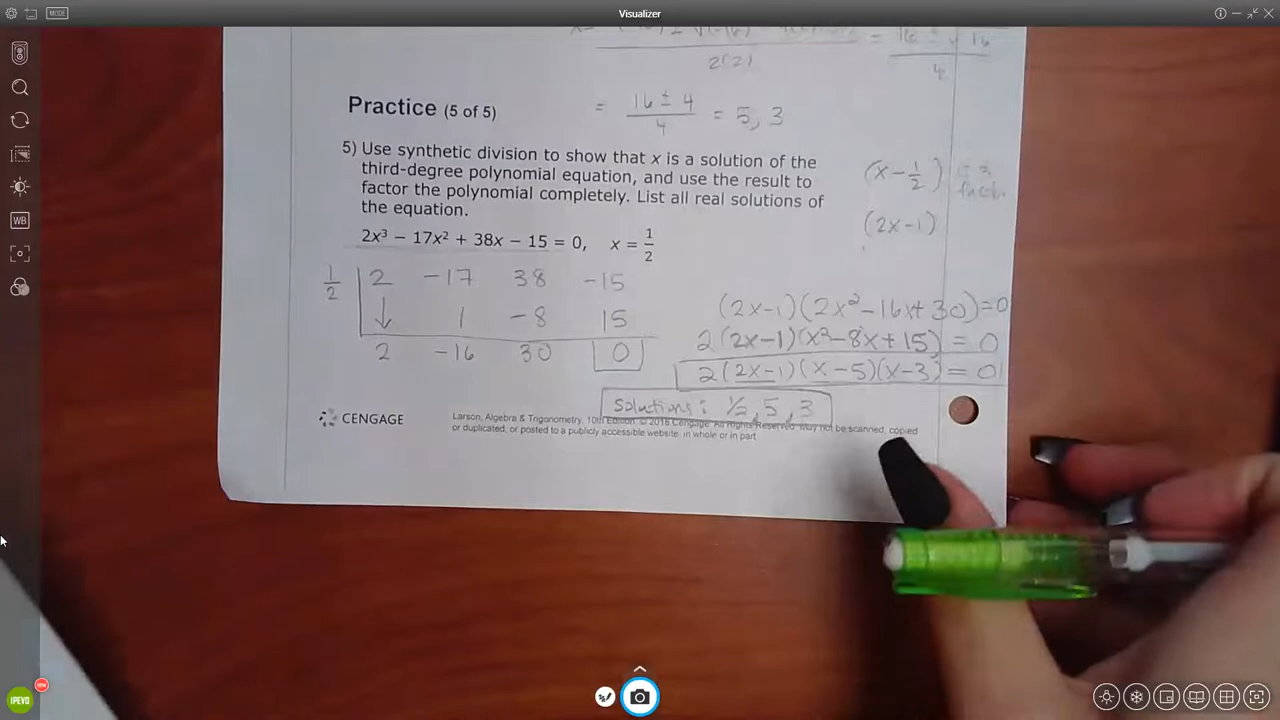 MODE
Visualizer
2(2)
4
Practice (5 of 5)
= 16 ± 4 / 4 = 5, 3
5) Use synthetic division to show that x is a solution of the
third-degree polynomial equation, and use the result to
factor the polynomial completely. List all real solutions of
the equation.
2x³ − 17x² + 38x − 15 = 0, x = 1/2
(x − 1/2) is a
(2x − 1)
1/2 2 −17 38 −15
↓ 1 −8 15
2 −16 30 0
(2x−1)(2x²−16x+30)=0
2(2x−1)(x²−8x+15) = 0
2(2x−1)(x−5)(x−3) = 0
Solutions: ½, 5, 3
CENGAGE
Larson, Algebra & Trigonometry, 10th Edition. © 2018 Cengage. All Rights Reserved. May not be scanned, copied
or duplicated, or posted to a publicly accessible website, in whole or in part.
WB
new
IPEVO